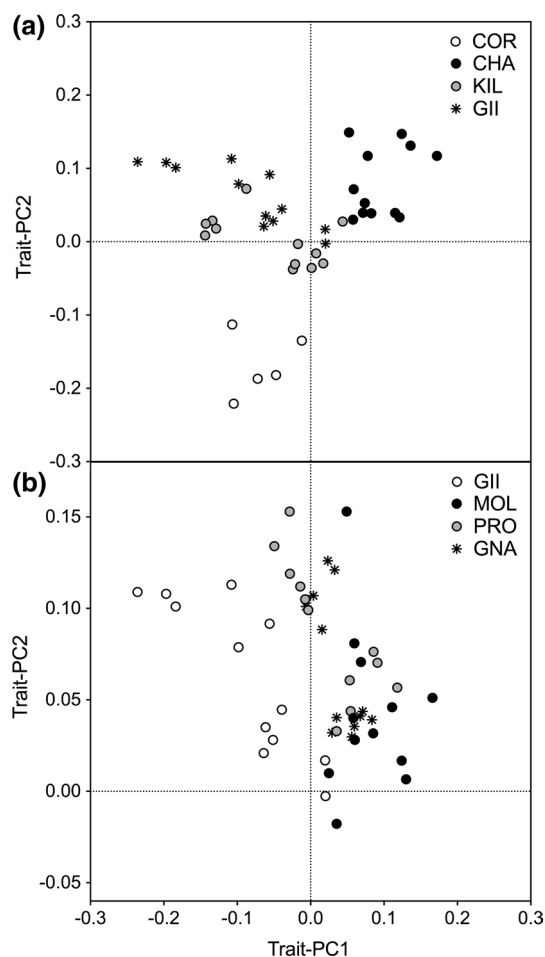 (a)
0.3
0.2
0.1
0.0
-0.1
-0.2
-0.3
Trait-PC2
COR
CHA
KIL
GII
(b)
0.15
0.10
0.05
0.00
-0.05
Trait-PC2
GII
MOL
PRO
GNA
-0.3 -0.2 -0.1 0.0 0.1 0.2 0.3
Trait-PC1